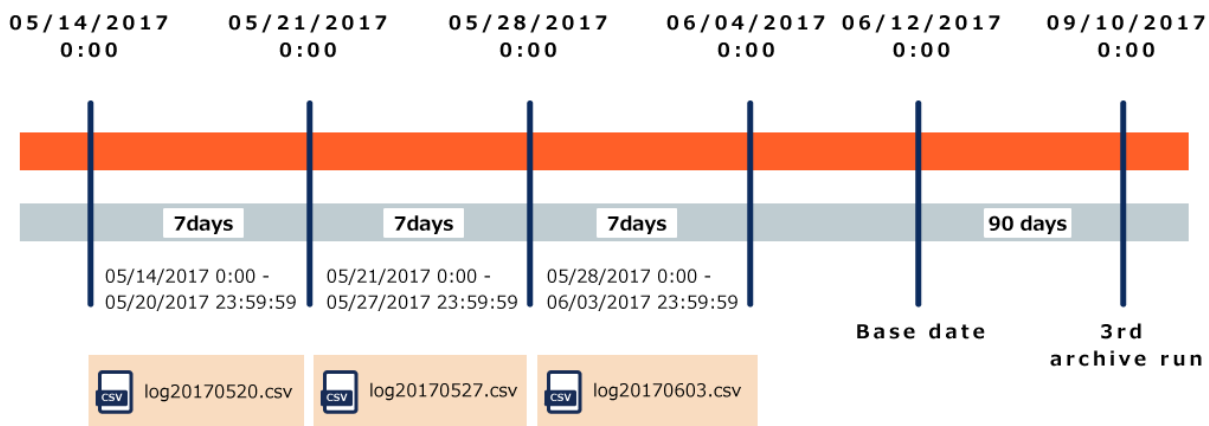 05/14/2017 05/21/2017 05/28/2017 06/04/2017 06/12/2017 09/10/2017
0:00 0:00 0:00 0:00 0:00 0:00
7days 7days 7days 90 days
05/14/2017 0:00 -
05/20/2017 23:59:59
05/21/2017 0:00 -
05/27/2017 23:59:59
05/28/2017 0:00 -
06/03/2017 23:59:59
Base date
3rd
archive run
CSV log20170520.csv
CSV log20170527.csv
CSV log20170603.csv